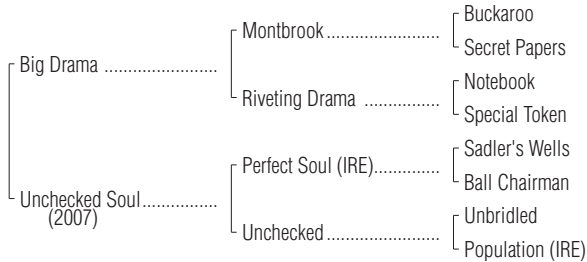 Buckaroo
Montbrook
Secret Papers
Big Drama
Notebook
Riveting Drama
Special Token
Sadler's Wells
Perfect Soul (IRE)
Ball Chairman
Unchecked Soul
(2007)
Unbridled
Unchecked
Population (IRE)